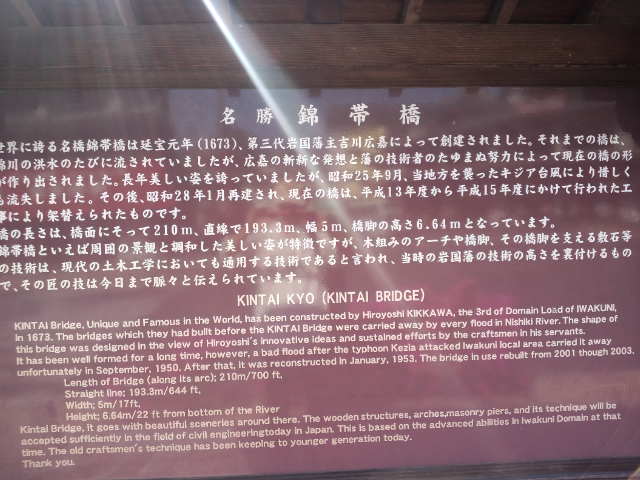 名勝 錦帯橋
世界に誇る名橋錦帯橋は延宝元年(1673)、第三代岩国藩主吉川広嘉によって創建されました。それまでの橋は、
錦川の洪水のたびに流されていましたが、広嘉の斬新な発想と藩の技術者のたゆまぬ努力によって現在の橋の形
が作り出されました。長年美しい姿を誇っていましたが、昭和25年9月、当地方を襲ったキジア台風により惜しく
も流失しました。その後、昭和28年1月再建され、現在の橋は、平成13年度から平成15年度にかけて行われた工
事により架替えられたものです。
橋の長さは、橋面にそって210m、直線で193.3m、幅5m、橋脚の高さ6.64mとなっています。
錦帯橋といえば周囲の景観と調和した美しい姿が特徴ですが、木組みのアーチや橋脚、その橋脚を支える敷石等
の技術は、現代の土木工学においても通用する技術であると言われ、当時の岩国藩の技術の高さを裏付けるもの
で、その匠の技は今日まで脈々と伝えられています。
KINTAI KYO (KINTAI BRIDGE)
KINTAI Bridge, Unique and Famous in the World, has been constructed by Hiroyoshi KIKKAWA, the 3rd of Domain Load of IWAKUNI,
in 1673. The bridges which they had built before the KINTAI Bridge were carried away by every flood in Nishiki River. The shape of
this bridge was designed in the view of Hiroyoshi's innovative ideas and sustained efforts by the craftsmen in his servants.
It has been well formed for a long time, however, a bad flood after the typhoon Kezia attacked Iwakuni local area carried it away
unfortunately in September, 1950. After that, it was reconstructed in January, 1953. The bridge in use rebuilt from 2001 though 2003.
Length of Bridge (along its arc); 210m/700 ft,
Straight line; 193.3m/644 ft,
Width; 5m/17ft,
Height; 6.64m/22 ft from bottom of the River
Kintai Bridge, it goes with beautiful sceneries around there. The wooden structures, arches,masonry piers, and its technique will be
accepted sufficiently in the field of civil engineeringtoday in Japan. This is based on the advanced abilities in Iwakuni Domain at that
time. The old craftsmen's technique has been keeping to younger generation today.
Thank you.